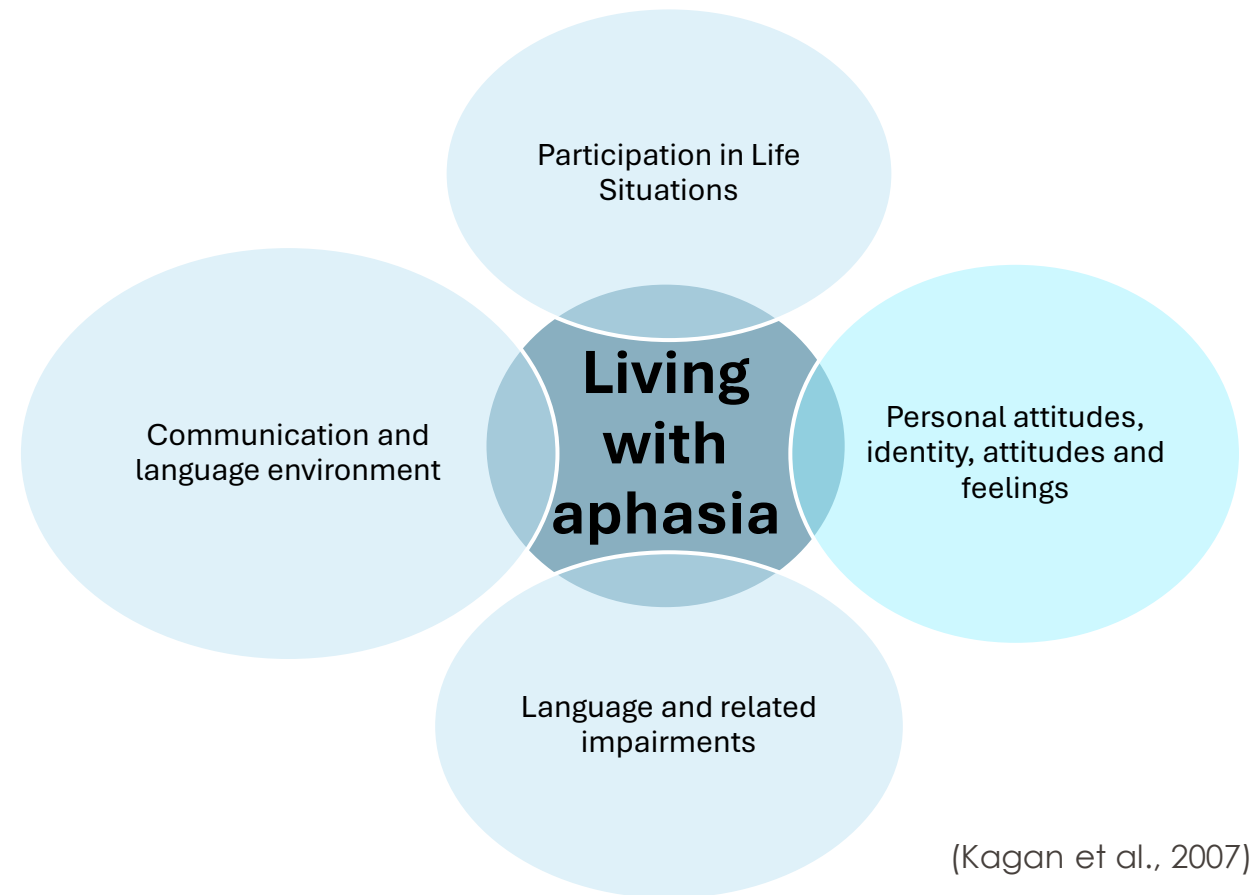 Participation in Life
Situations
Communication and
language environment
Living
with
aphasia
Personal attitudes,
identity, attitudes and
feelings
Language and related
impairments
(Kagan et al., 2007)